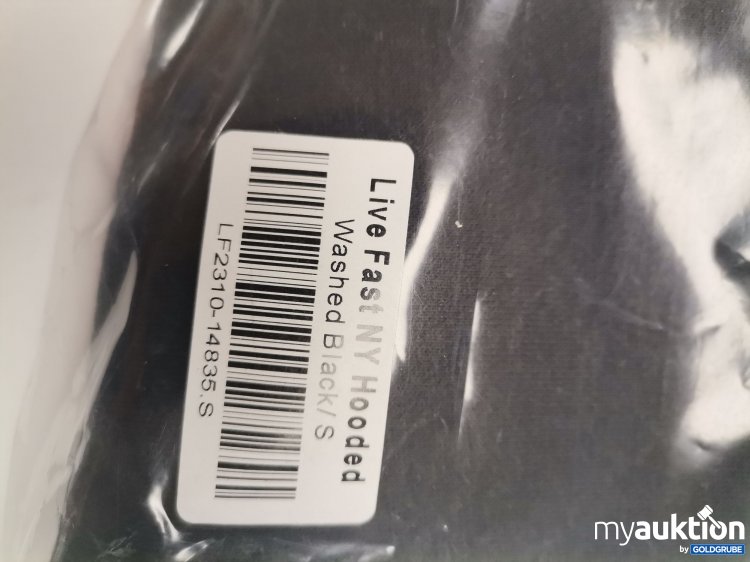 Live Fast NY Hooded
Washed Black/S
LF2310-14835.S
myauktion
by GOLDGRUBE